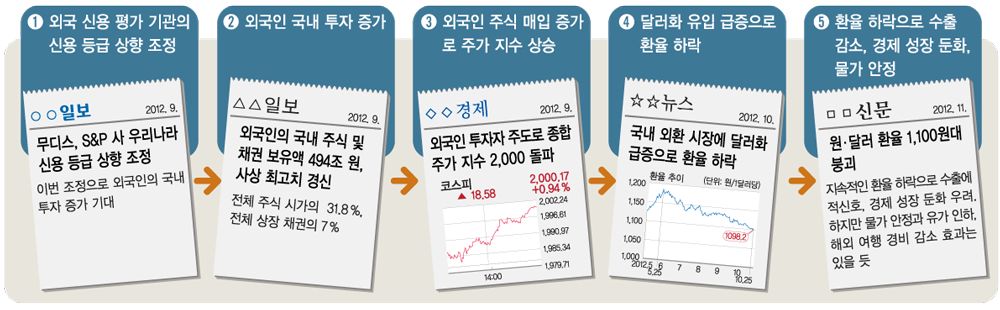 ❶ 외국 신용 평가 기관의
신용 등급 상향 조정
○○일보
2012. 9.
무디스, S&P 사 우리나라
신용 등급 상향 조정
이번 조정으로 외국인의 국내
투자 증가 기대
❷ 외국인 국내 투자 증가
△△일보
2012. 9.
외국인의 국내 주식 및
채권 보유액 494조 원,
사상 최고치 경신
전체 주식 시가의 31.8%,
전체 상장 채권의 7%
❸ 외국인 주식 매입 증가
로 주가 지수 상승
◇◇경제
2012. 9.
외국인 투자자 주도로 종합
주가 지수 2,000 돌파
코스피
2,000.17
▲ 18.58
+0.94%
2,002.24
1,996.61
1,990.97
1,985.34
1,979.71
14:00
❹ 달러화 유입 급증으로
환율 하락
☆☆뉴스
2012. 10.
국내 외환 시장에 달러화
급증으로 환율 하락
환율 추이
(단위: 원/1달러당)
1,200
1,150
1,100
1,050
1,000
1098.2
2012.5 6 7 8 9 10
5.25
10.25
❺ 환율 하락으로 수출
감소, 경제 성장 둔화,
물가 안정
□□신문
2012. 11.
원·달러 환율 1,100원대
붕괴
지속적인 환율 하락으로 수출에
적신호, 경제 성장 둔화 우려,
하지만 물가 안정과 유가 인하,
해외 여행 경비 감소 효과는
있을 듯